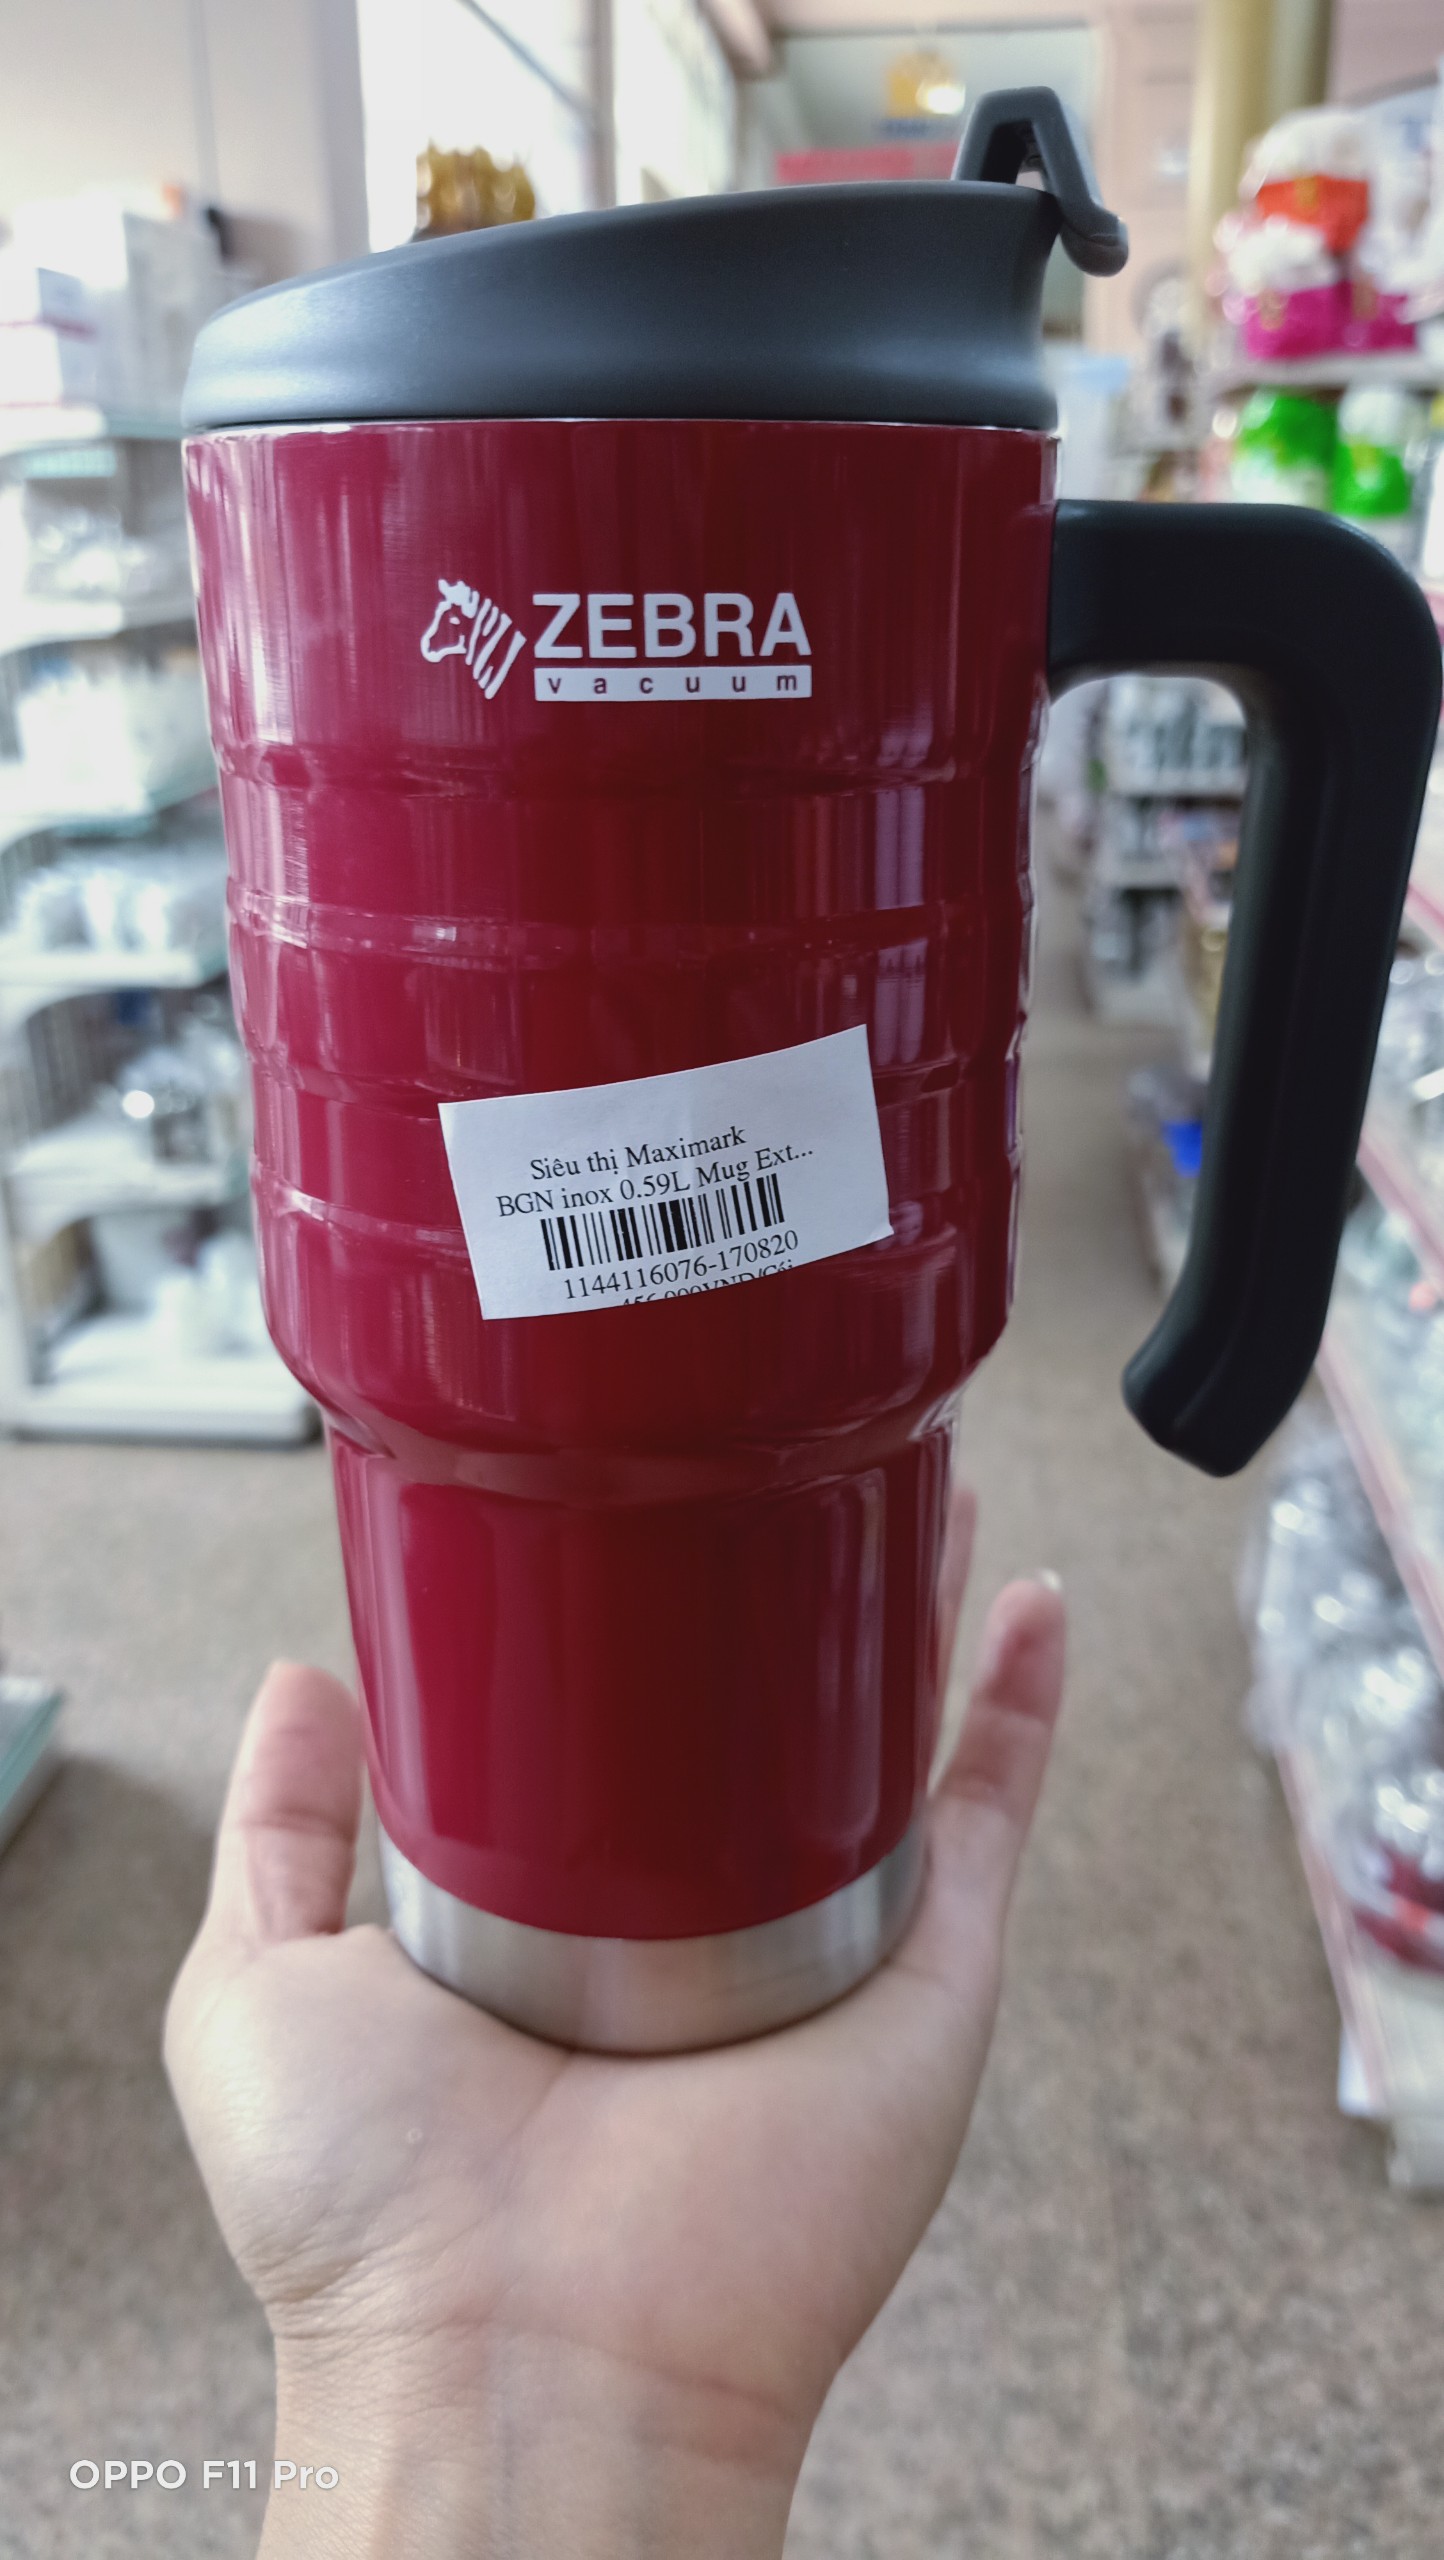 ZEBRA
vacuum
Siêu thị Maximark
BGN inox 0.59L Mug Ext...
1144116076-170820
OPPO F11 Pro